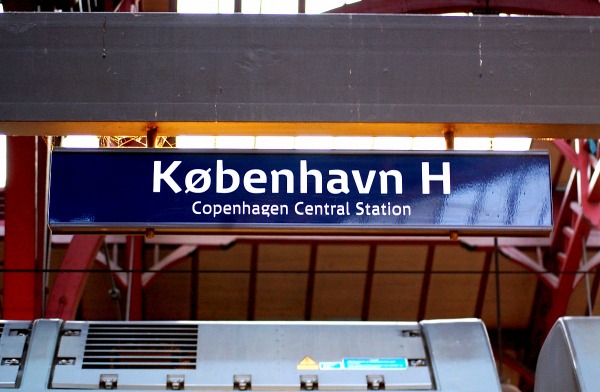 København H
Copenhagen Central Station